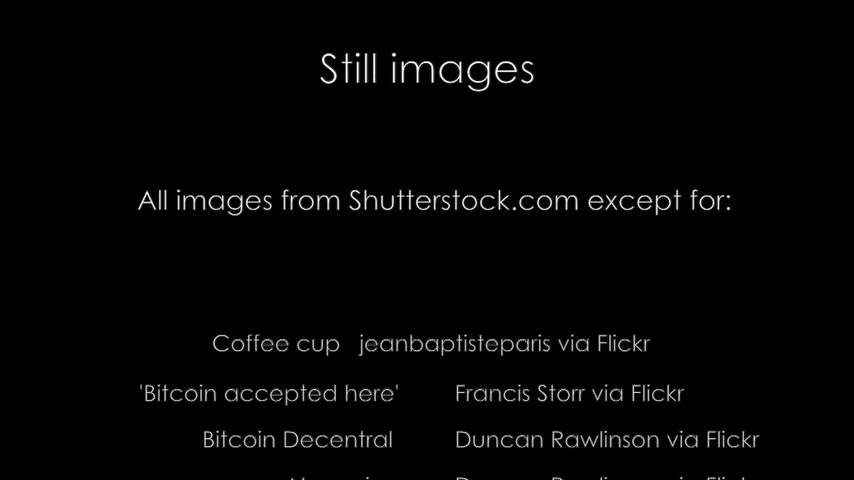 Still images
All images from Shutterstock.com except for:
Coffee cup jeanbaptisteparis via Flickr
'Bitcoin accepted here' Francis Storr via Flickr
Bitcoin Decentral Duncan Rawlinson via Flickr